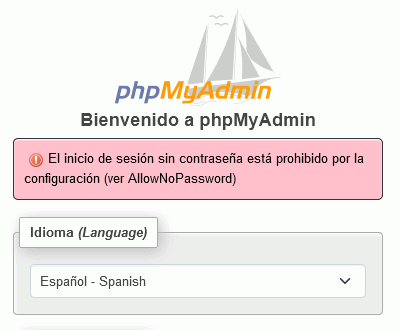 phpMyAdmin
Bienvenido a phpMyAdmin
El inicio de sesión sin contraseña está prohibido por la
configuración (ver AllowNoPassword)
Idioma (Language)
Español - Spanish